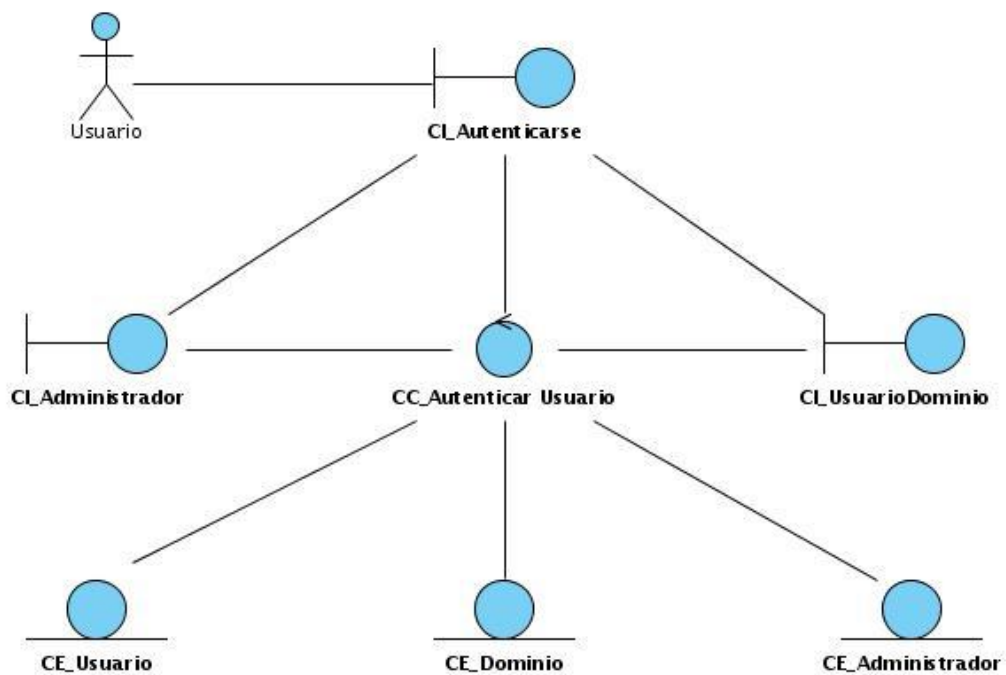 Usuario
CI_Autenticarse
CI_Administrador
CC_Autenticar Usuario
CI_UsuarioDominio
CE_Usuario
CE_Dominio
CE_Administrador